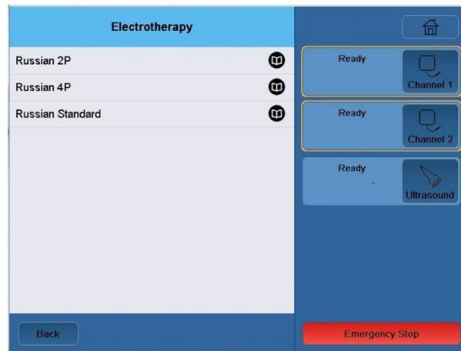 Electrotherapy
Russian 2P
Russian 4P
Russian Standard
Back
Ready
Channel 1
Ready
Channel 2
Ready
Ultrasound
Emergency Stop